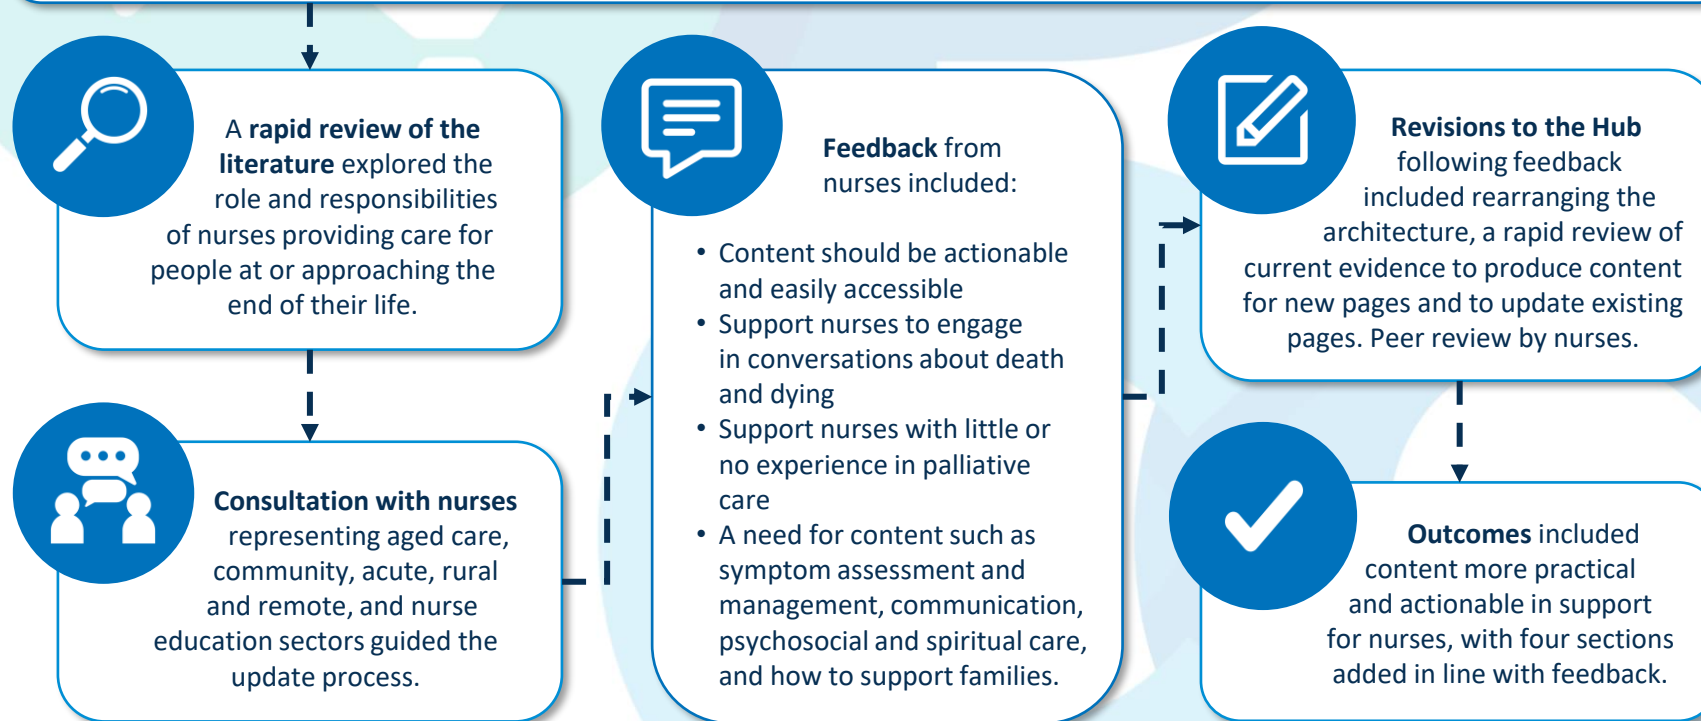 A rapid review of the
literature explored the
role and responsibilities
of nurses providing care for
people at or approaching the
end of their life.
Consultation with nurses
representing aged care,
community, acute, rural
and remote, and nurse
education sectors guided the
update process.
Feedback from
nurses included:
• Content should be actionable
and easily accessible
• Support nurses to engage
in conversations about death
and dying
• Support nurses with little or
no experience in palliative
care
• A need for content such as
symptom assessment and
management, communication,
psychosocial and spiritual care,
and how to support families.
Revisions to the Hub
following feedback
included rearranging the
architecture, a rapid review of
current evidence to produce content
for new pages and to update existing
pages. Peer review by nurses.
Outcomes included
content more practical
and actionable in support
for nurses, with four sections
added in line with feedback.